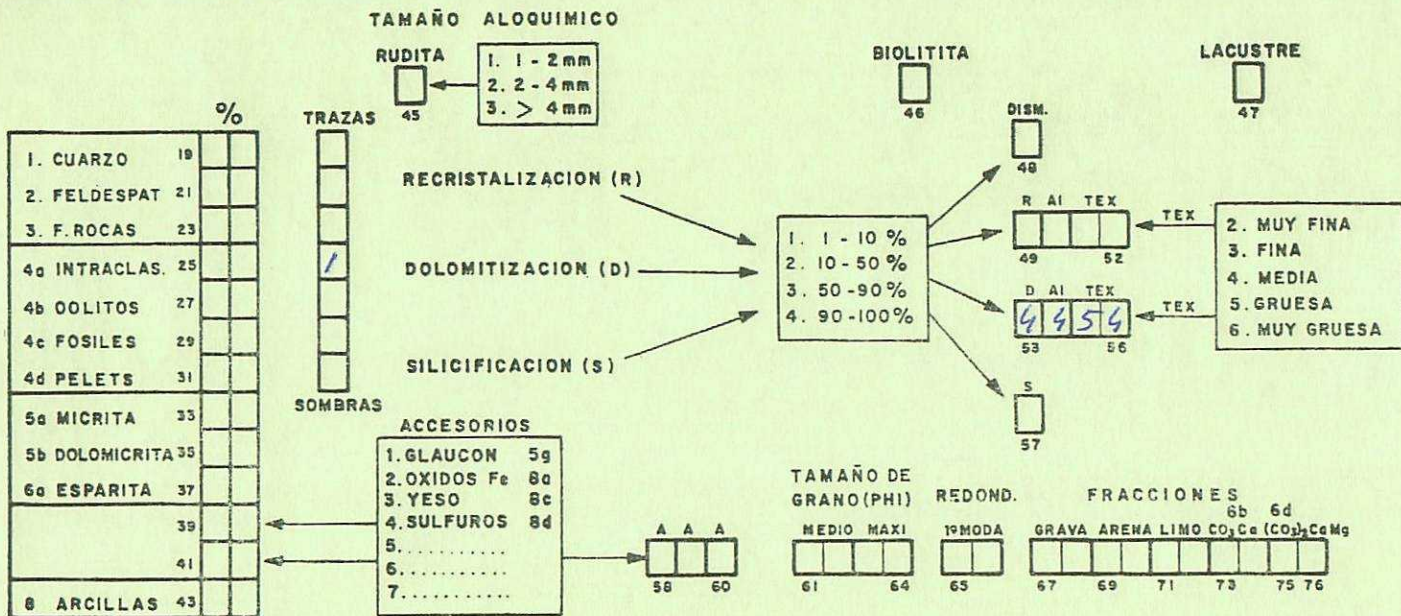 TAMAÑO ALOQUIMICO
RUDITA
1. 1 - 2mm
2. 2 - 4mm
3. > 4mm
45
BIOLITITA
46
LACUSTRE
47
%
TRAZAS
1. CUARZO 19
2. FELDESPAT 21
3. F. ROCAS 23
4a INTRACLAS. 25
1
4b OOLITOS 27
4c FOSILES 29
4d PELETS 31
5a MICRITA 33
5b DOLOMICRITA 35
6a ESPARITA 37
39
41
8 ARCILLAS 43
SOMBRAS
RECRISTALIZACION (R)
DOLOMITIZACION (D)
SILICIFICACION (S)
1. 1 - 10 %
2. 10 - 50 %
3. 50 - 90 %
4. 90 - 100 %
DISM.
48
R AI TEX
49 52
TEX
D AI TEX
4 4 5 4
53 56
TEX
S
57
2. MUY FINA
3. FINA
4. MEDIA
5. GRUESA
6. MUY GRUESA
ACCESORIOS
1. GLAUCON 5g
2. OXIDOS Fe 8a
3. YESO 8c
4. SULFUROS 8d
5...........
6...........
7...........
A A A
58 60
TAMAÑO DE
GRANO (PHI)
MEDIO MAXI
61 64
REDOND.
1ª MODA
65
FRACCIONES
6b 6d
GRAVA ARENA LIMO CO3Ca (CO3)2CaMg
67 69 71 73 75 76